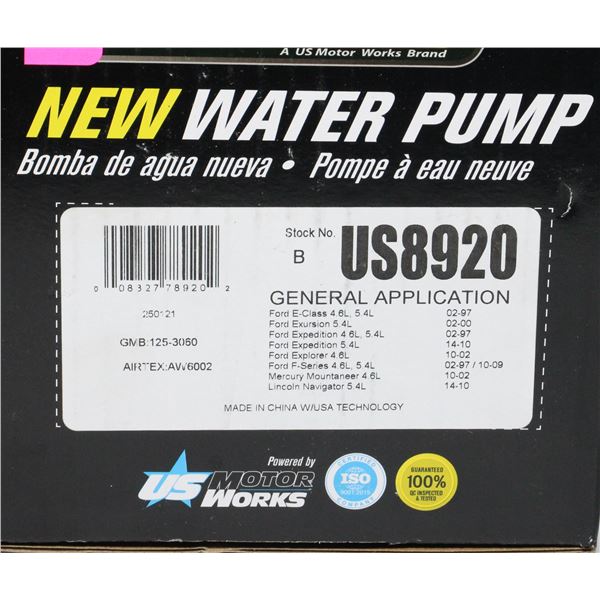 A US Motor Works Brand
NEW WATER PUMP
Bomba de agua nueva • Pompe à eau neuve
Stock No. US8920
B
0 08327 78920 2
250121
GMB:125-3060
AIRTEX:AW6002
GENERAL APPLICATION
Ford E-Class 4.6L, 5.4L 02-97
Ford Exursion 5.4L 02-00
Ford Expedition 4.6L, 5.4L 02-97
Ford Expedition 5.4L 14-10
Ford Explorer 4.6L 10-02
Ford F-Series 4.6L, 5.4L 02-97 / 10-09
Mercury Mountaneer 4.6L 10-02
Lincoln Navigator 5.4L 14-10
MADE IN CHINA W/USA TECHNOLOGY
Powered by
US MOTOR WORKS
CERTIFIED
ISO
9001:2015
COMPANY
GUARANTEED
100%
QC INSPECTED
& TESTED